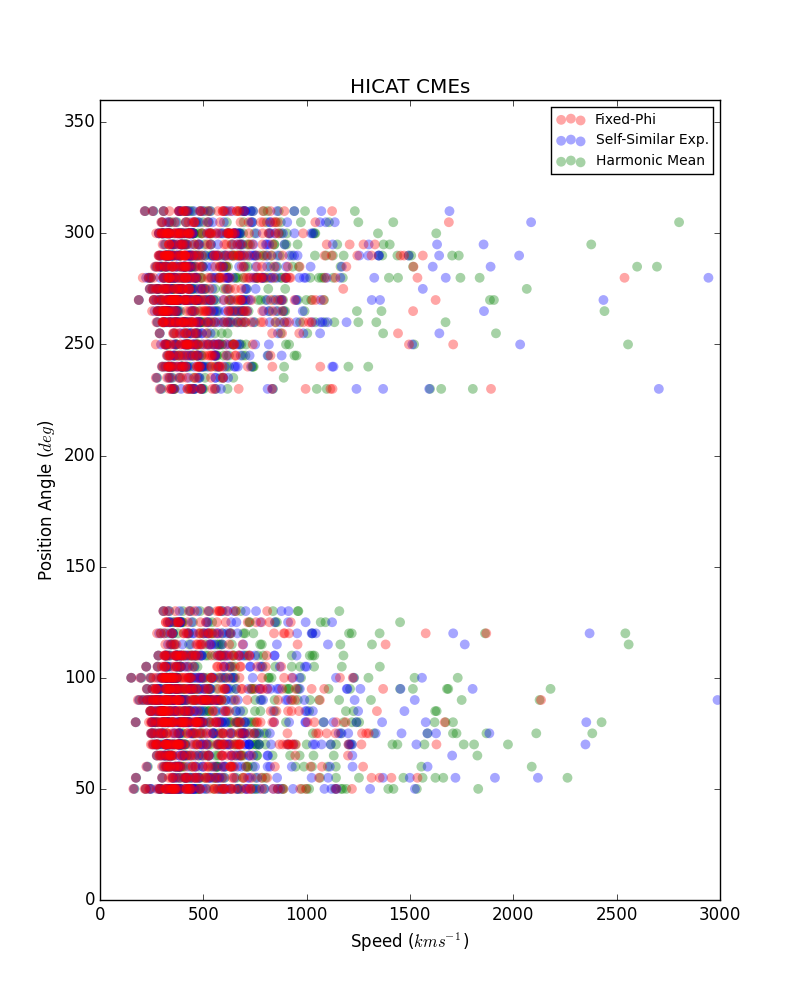 HICAT CMEs
Fixed-Phi
Self-Similar Exp.
Harmonic Mean
350
300
250
200
150
100
50
0
Position Angle (deg)
0 500 1000 1500 2000 2500 3000
Speed (kms⁻¹)